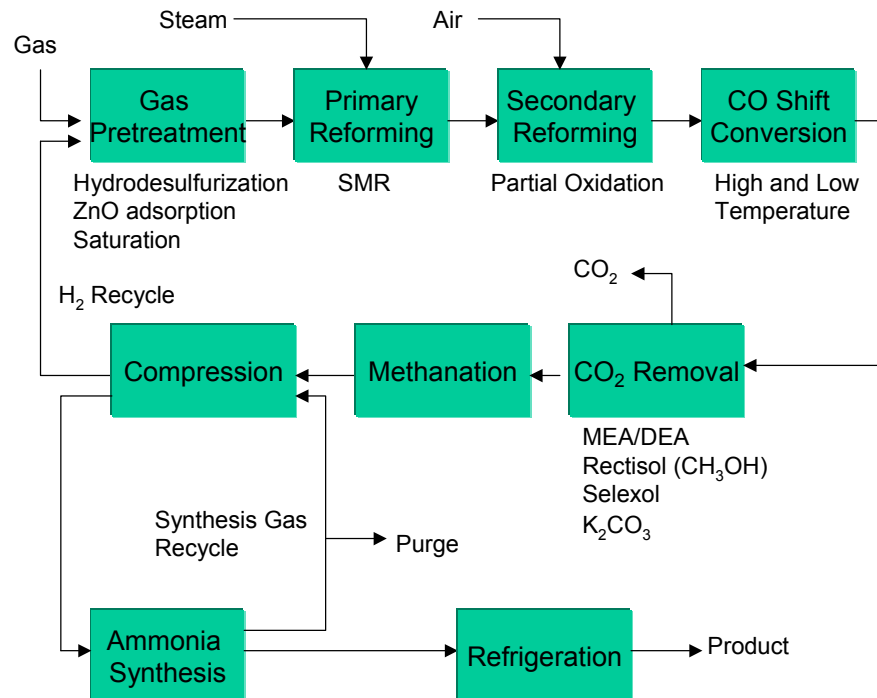 Steam
Air
Gas
Gas
Pretreatment
Primary
Reforming
Secondary
Reforming
CO Shift
Conversion
Hydrodesulfurization
ZnO adsorption
Saturation
SMR
Partial Oxidation
High and Low
Temperature
CO₂
H₂ Recycle
Compression
Methanation
CO₂ Removal
MEA/DEA
Rectisol (CH₃OH)
Selexol
K₂CO₃
Synthesis Gas
Recycle
Purge
Ammonia
Synthesis
Refrigeration
Product